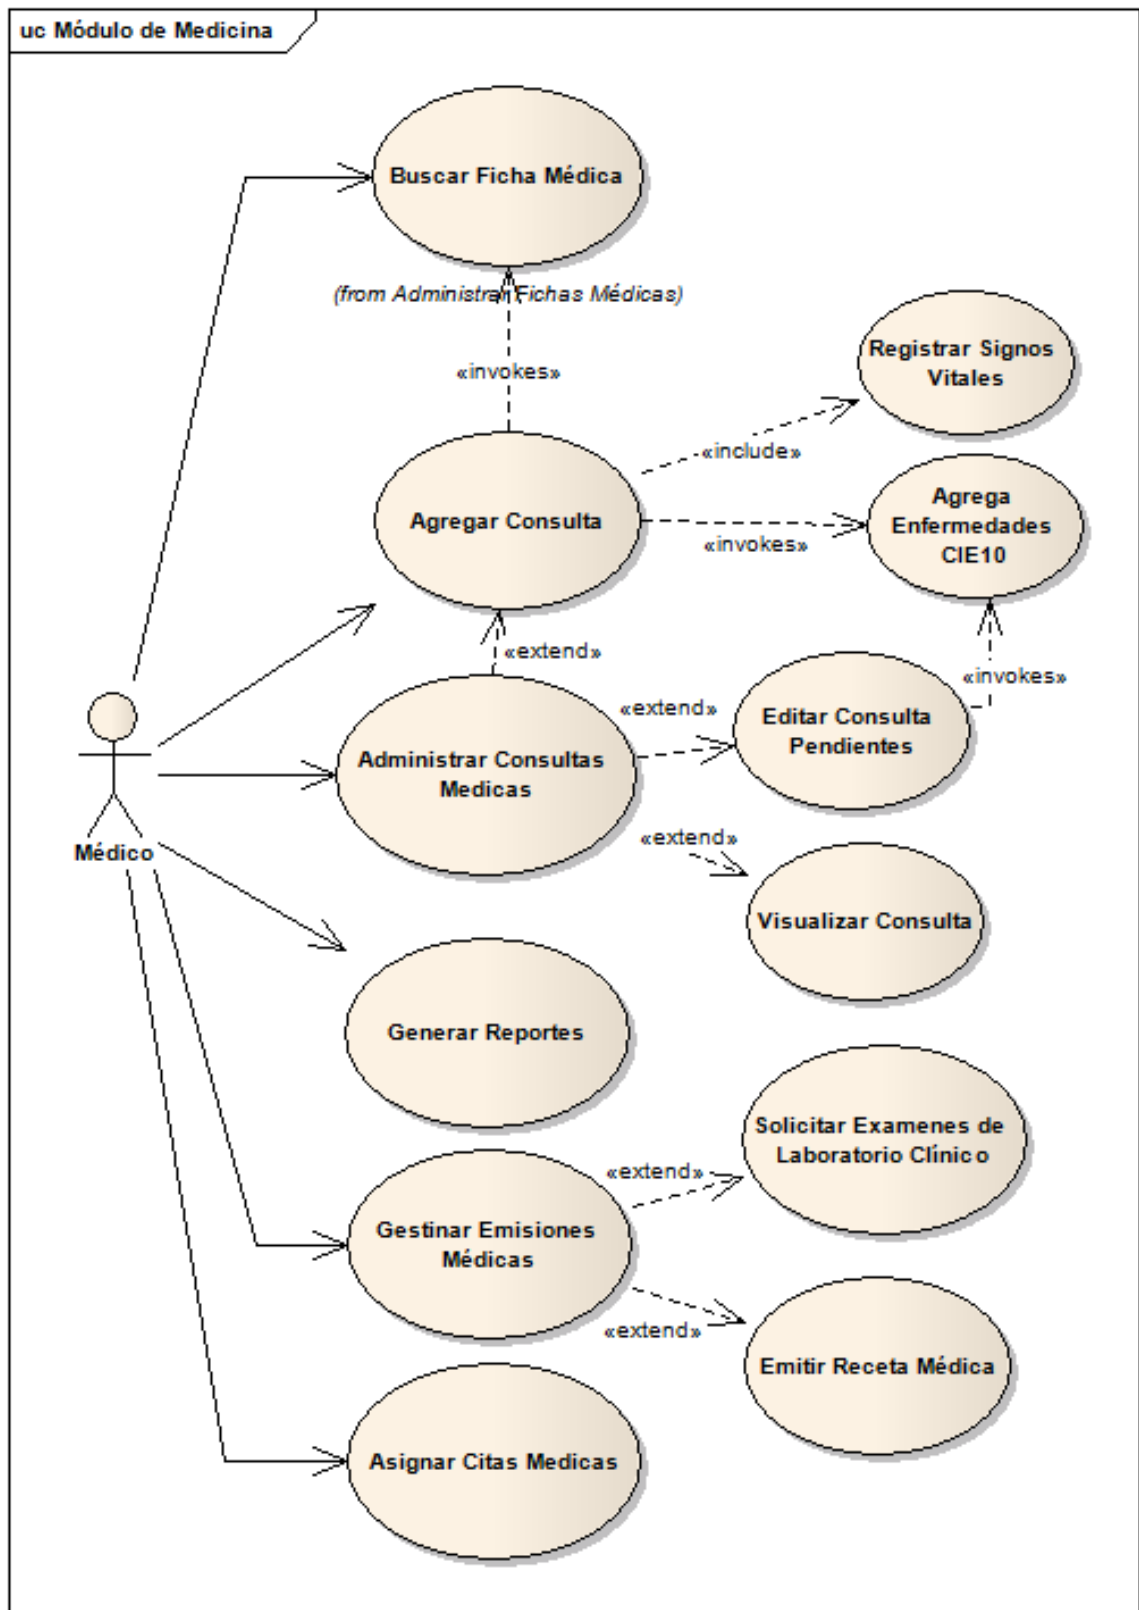 uc Módulo de Medicina
Buscar Ficha Médica
(from Administrar Fichas Médicas)
«invokes»
Registrar Signos
Vitales
«include»
Agregar Consulta
«invokes»
Agrega
Enfermedades
CIE10
«extend»
«invokes»
Administrar Consultas
Medicas
«extend»
Editar Consulta
Pendientes
«extend»
Visualizar Consulta
Médico
Generar Reportes
Solicitar Examenes de
Laboratorio Clínico
«extend»
Gestinar Emisiones
Médicas
«extend»
Emitir Receta Médica
Asignar Citas Medicas